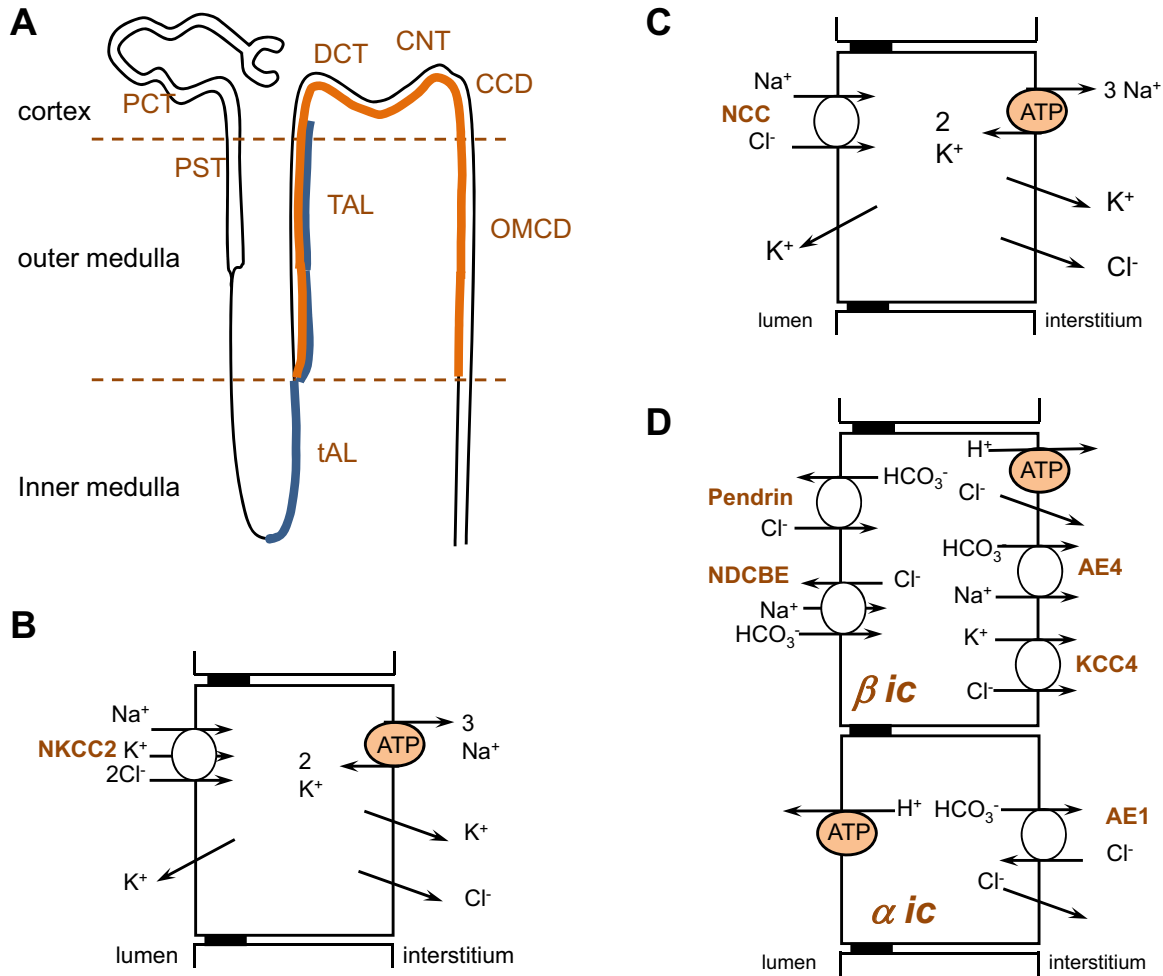 A
DCT
CNT
CCD
cortex
PCT
PST
TAL
OMCD
outer medulla
tAL
Inner medulla
B
Na⁺
NKCC2 K⁺
2Cl⁻
ATP
3
Na⁺
2
K⁺
K⁺
K⁺
Cl⁻
lumen
interstitium
C
Na⁺
NCC
Cl⁻
2
K⁺
ATP
3 Na⁺
K⁺
K⁺
Cl⁻
lumen
interstitium
D
Pendrin
HCO₃⁻
Cl⁻
NDCBE
Cl⁻
Na⁺
HCO₃⁻
H⁺
ATP
Cl⁻
HCO₃⁻
AE4
Na⁺
K⁺
KCC4
Cl⁻
β ic
H⁺
ATP
HCO₃⁻
AE1
Cl⁻
Cl⁻
α ic
lumen
interstitium